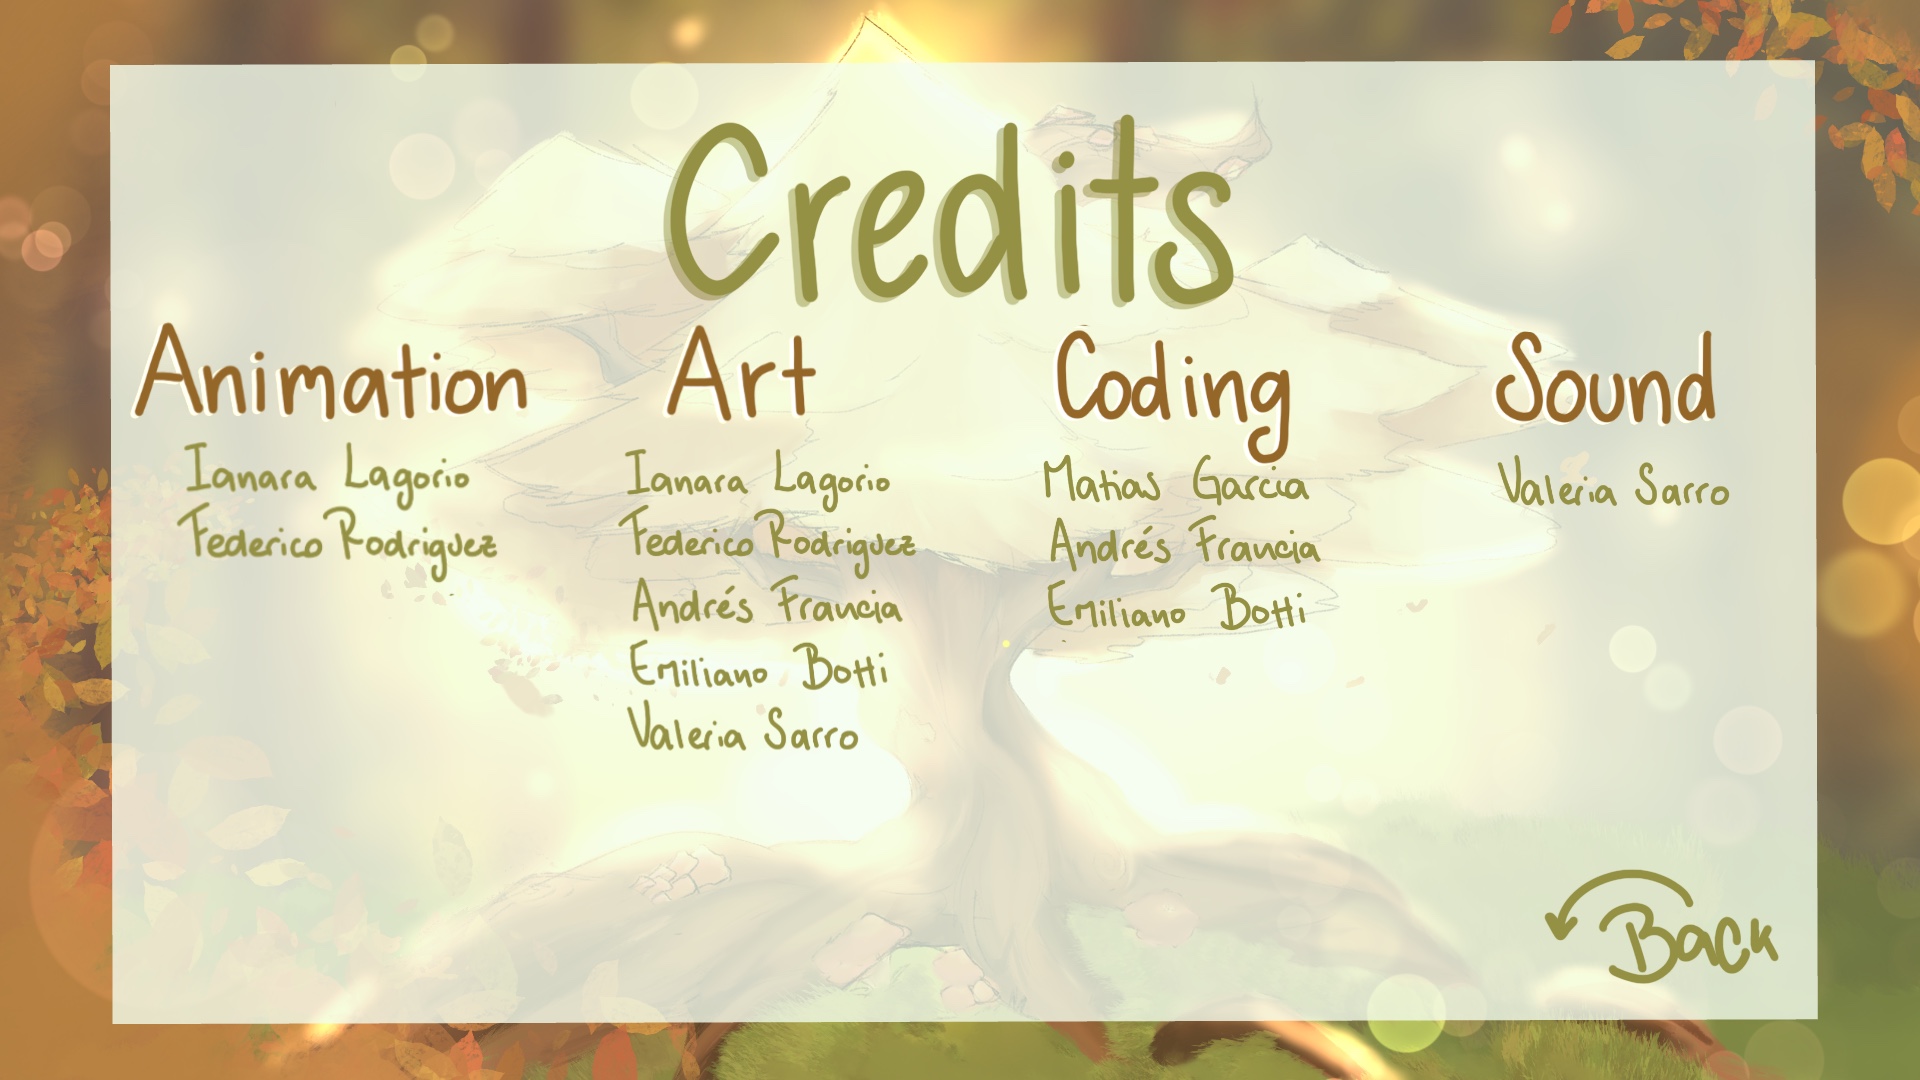 Credits
Animation
Ianara Lagorio
Federico Rodriguez
Art
Ianara Lagorio
Federico Rodriguez
Andrés Francia
Emiliano Botti
Valeria Sarro
Coding
Matias Garcia
Andrés Francia
Emiliano Botti
Sound
Valeria Sarro
Back